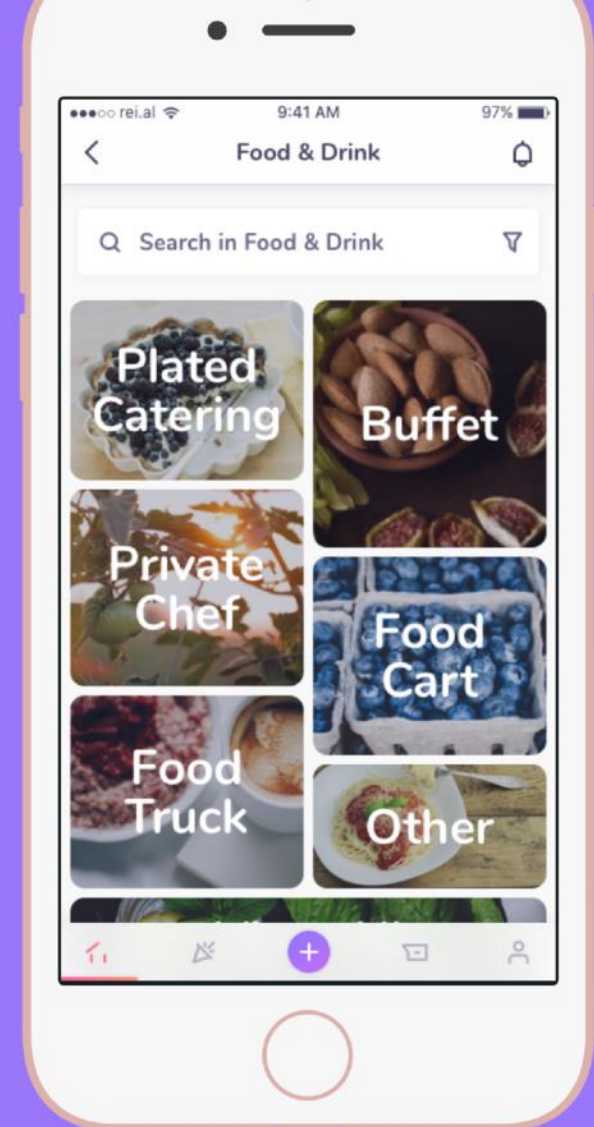 rei.al
9:41 AM
97%
Food & Drink
Search in Food & Drink
Plated
Catering
Buffet
Private
Chef
Food
Cart
Food
Truck
Other